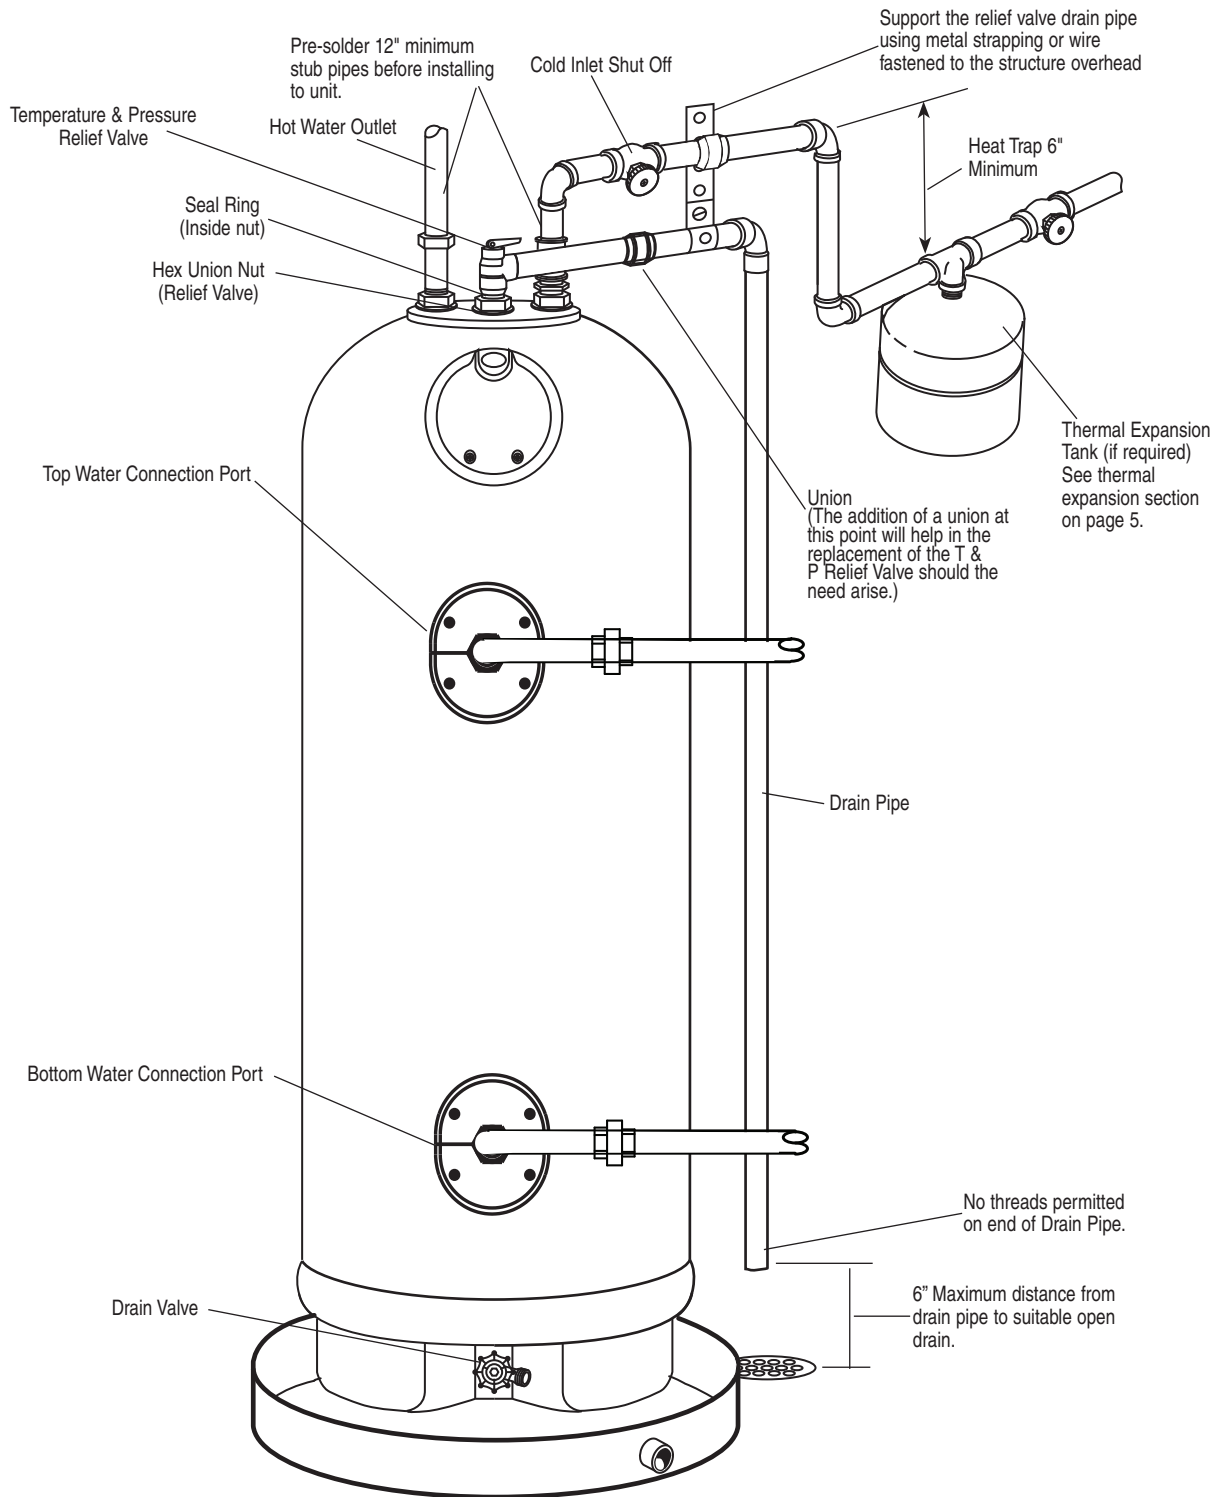 Support the relief valve drain pipe
using metal strapping or wire
fastened to the structure overhead
Pre-solder 12" minimum
stub pipes before installing
to unit.
Cold Inlet Shut Off
Temperature & Pressure
Relief Valve
Hot Water Outlet
Heat Trap 6"
Minimum
Seal Ring
(Inside nut)
Hex Union Nut
(Relief Valve)
Thermal Expansion
Tank (if required)
See thermal
expansion section
on page 5.
Top Water Connection Port
Union
(The addition of a union at
this point will help in the
replacement of the T &
P Relief Valve should the
need arise.)
Drain Pipe
Bottom Water Connection Port
No threads permitted
on end of Drain Pipe.
6” Maximum distance from
drain pipe to suitable open
drain.
Drain Valve